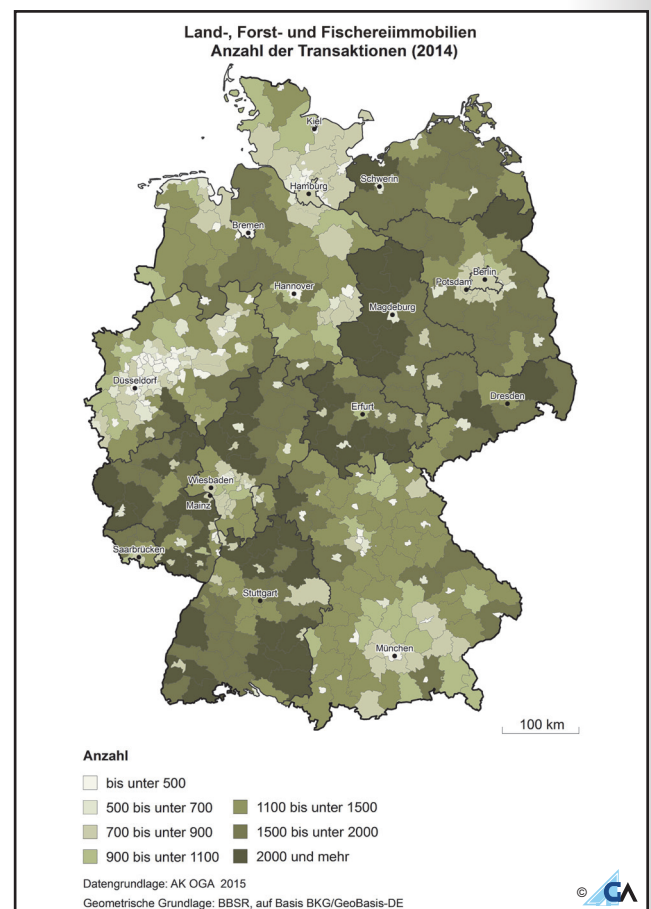 Land-, Forst- und Fischereiimmobilien
Anzahl der Transaktionen (2014)
Kiel
Hamburg
Schwerin
Bremen
Hannover
Berlin
Potsdam
Magdeburg
Düsseldorf
Erfurt
Dresden
Wiesbaden
Mainz
Saarbrücken
Stuttgart
München
100 km
Anzahl
bis unter 500
500 bis unter 700
700 bis unter 900
900 bis unter 1100
1100 bis unter 1500
1500 bis unter 2000
2000 und mehr
Datengrundlage: AK OGA 2015
Geometrische Grundlage: BBSR, auf Basis BKG/GeoBasis-DE
© GA